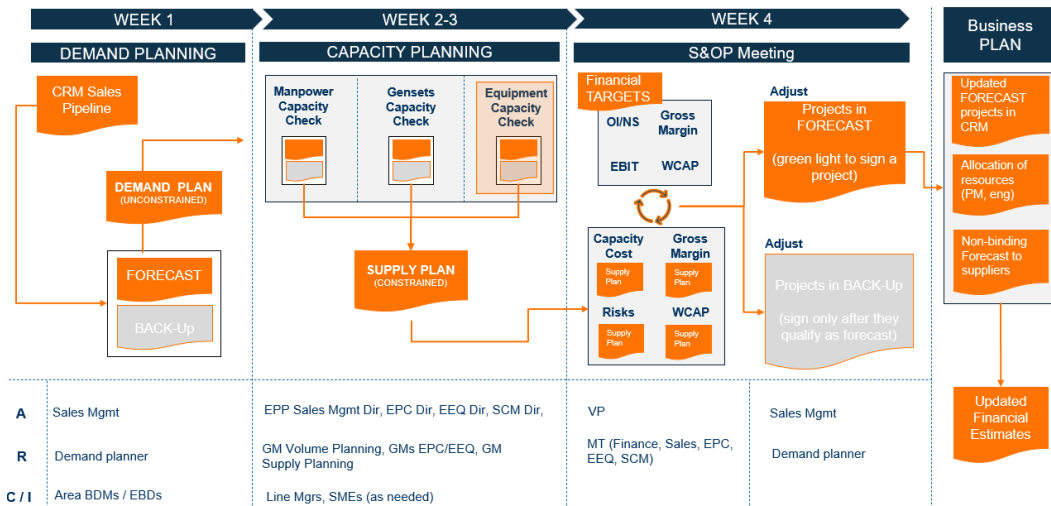 WEEK 1
WEEK 2-3
WEEK 4
Business
PLAN
DEMAND PLANNING
CAPACITY PLANNING
S&OP Meeting
CRM Sales
Pipeline
DEMAND PLAN
(UNCONSTRAINED)
FORECAST
BACK-Up
Manpower
Capacity
Check
Gensets
Capacity
Check
Equipment
Capacity
Check
SUPPLY PLAN
(CONSTRAINED)
Financial
TARGETS
OI/NS
Gross
Margin
EBIT
WCAP
Capacity
Cost
Gross
Margin
Supply
Plan
Supply
Plan
Risks
WCAP
Supply
Plan
Supply
Plan
Adjust
Projects in
FORECAST
(green light to sign a
project)
Adjust
Projects in BACK-Up
(sign only after they
qualify as forecast)
Updated
FORECAST
projects in
CRM
Allocation of
resources
(PM, eng)
Non-binding
Forecast to
suppliers
Updated
Financial
Estimates
A
Sales Mgmt
EPP Sales Mgmt Dir, EPC Dir, EEQ Dir, SCM Dir,
VP
Sales Mgmt
R
Demand planner
GM Volume Planning, GMs EPC/EEQ, GM
Supply Planning
MT (Finance, Sales, EPC,
EEQ, SCM)
Demand planner
C / I
Area BDMs / EBDs
Line Mgrs, SMEs (as needed)